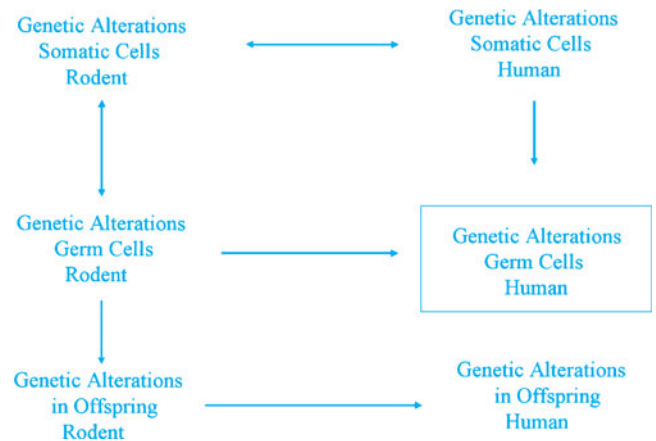 Genetic Alterations
Somatic Cells
Rodent
Genetic Alterations
Somatic Cells
Human
Genetic Alterations
Germ Cells
Rodent
Genetic Alterations
Germ Cells
Human
Genetic Alterations
in Offspring
Rodent
Genetic Alterations
in Offspring
Human